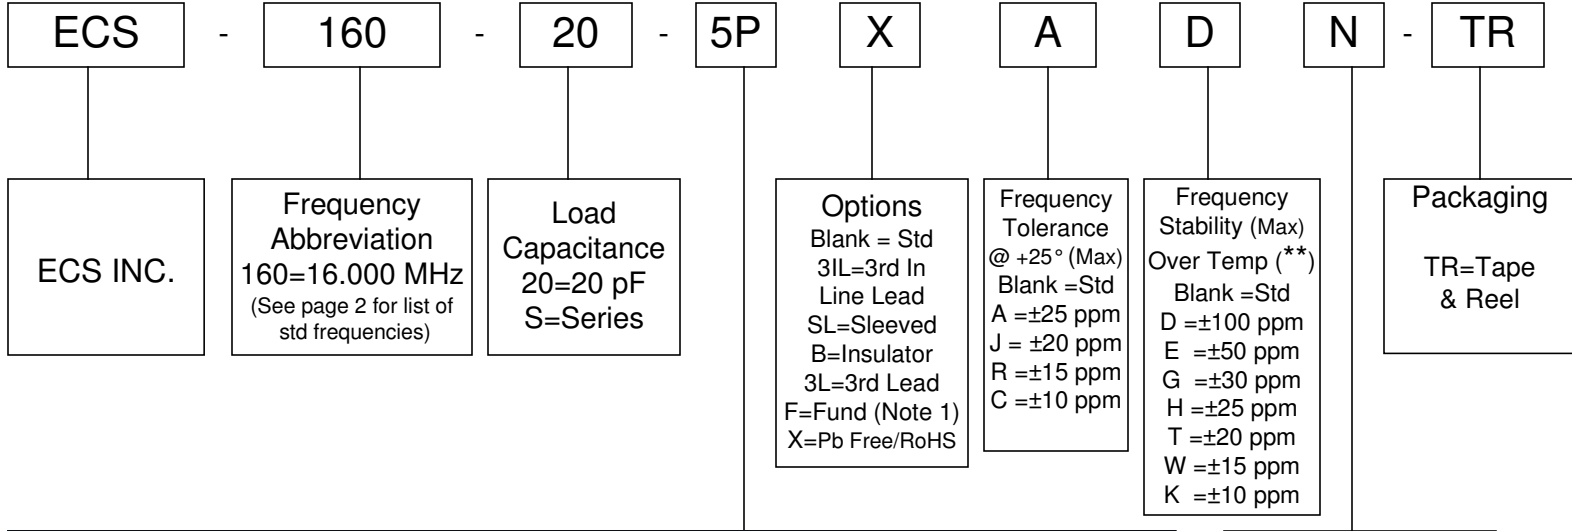 ECS - 160 - 20 - 5P X A D N - TR
ECS INC.
Frequency
Abbreviation
160=16.000 MHz
(See page 2 for list of
std frequencies)
Load
Capacitance
20=20 pF
S=Series
Options
Blank = Std
3IL=3rd In
Line Lead
SL=Sleeved
B=Insulator
3L=3rd Lead
F=Fund (Note 1)
X=Pb Free/RoHS
Frequency
Tolerance
@ +25° (Max)
Blank =Std
A =±25 ppm
J = ±20 ppm
R =±15 ppm
C =±10 ppm
Frequency
Stability (Max)
Over Temp (**)
Blank =Std
D =±100 ppm
E =±50 ppm
G =±30 ppm
H =±25 ppm
T =±20 ppm
W =±15 ppm
K =±10 ppm
Packaging
TR=Tape
& Reel